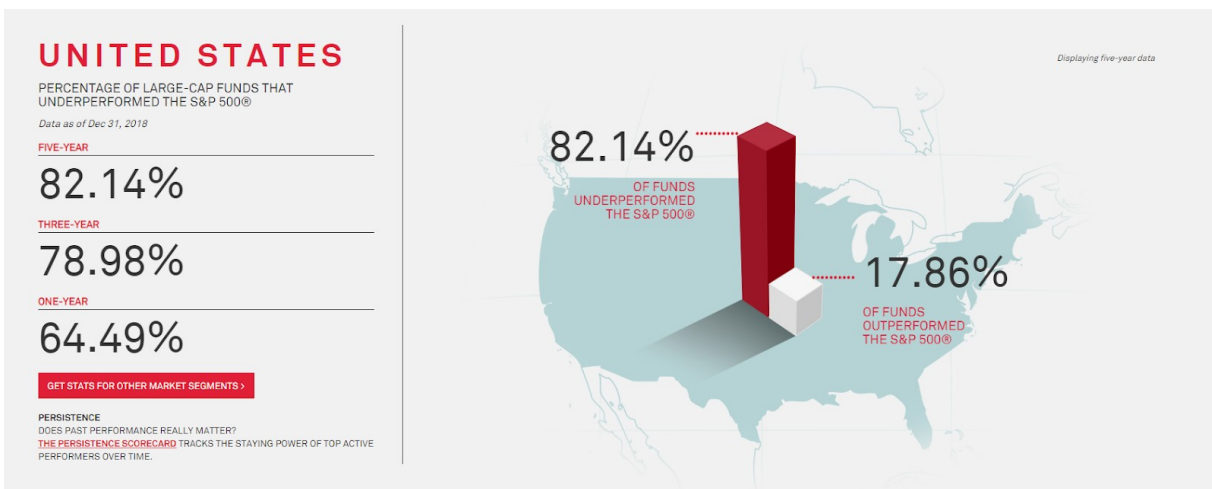 UNITED STATES
PERCENTAGE OF LARGE-CAP FUNDS THAT
UNDERPERFORMED THE S&P 500®
Data as of Dec 31, 2018
FIVE-YEAR
82.14%
THREE-YEAR
78.98%
ONE-YEAR
64.49%
GET STATS FOR OTHER MARKET SEGMENTS >
PERSISTENCE
DOES PAST PERFORMANCE REALLY MATTER?
THE PERSISTENCE SCORECARD TRACKS THE STAYING POWER OF TOP ACTIVE
PERFORMERS OVER TIME.
Displaying five-year data
82.14%
OF FUNDS
UNDERPERFORMED
THE S&P 500®
17.86%
OF FUNDS
OUTPERFORMED
THE S&P 500®